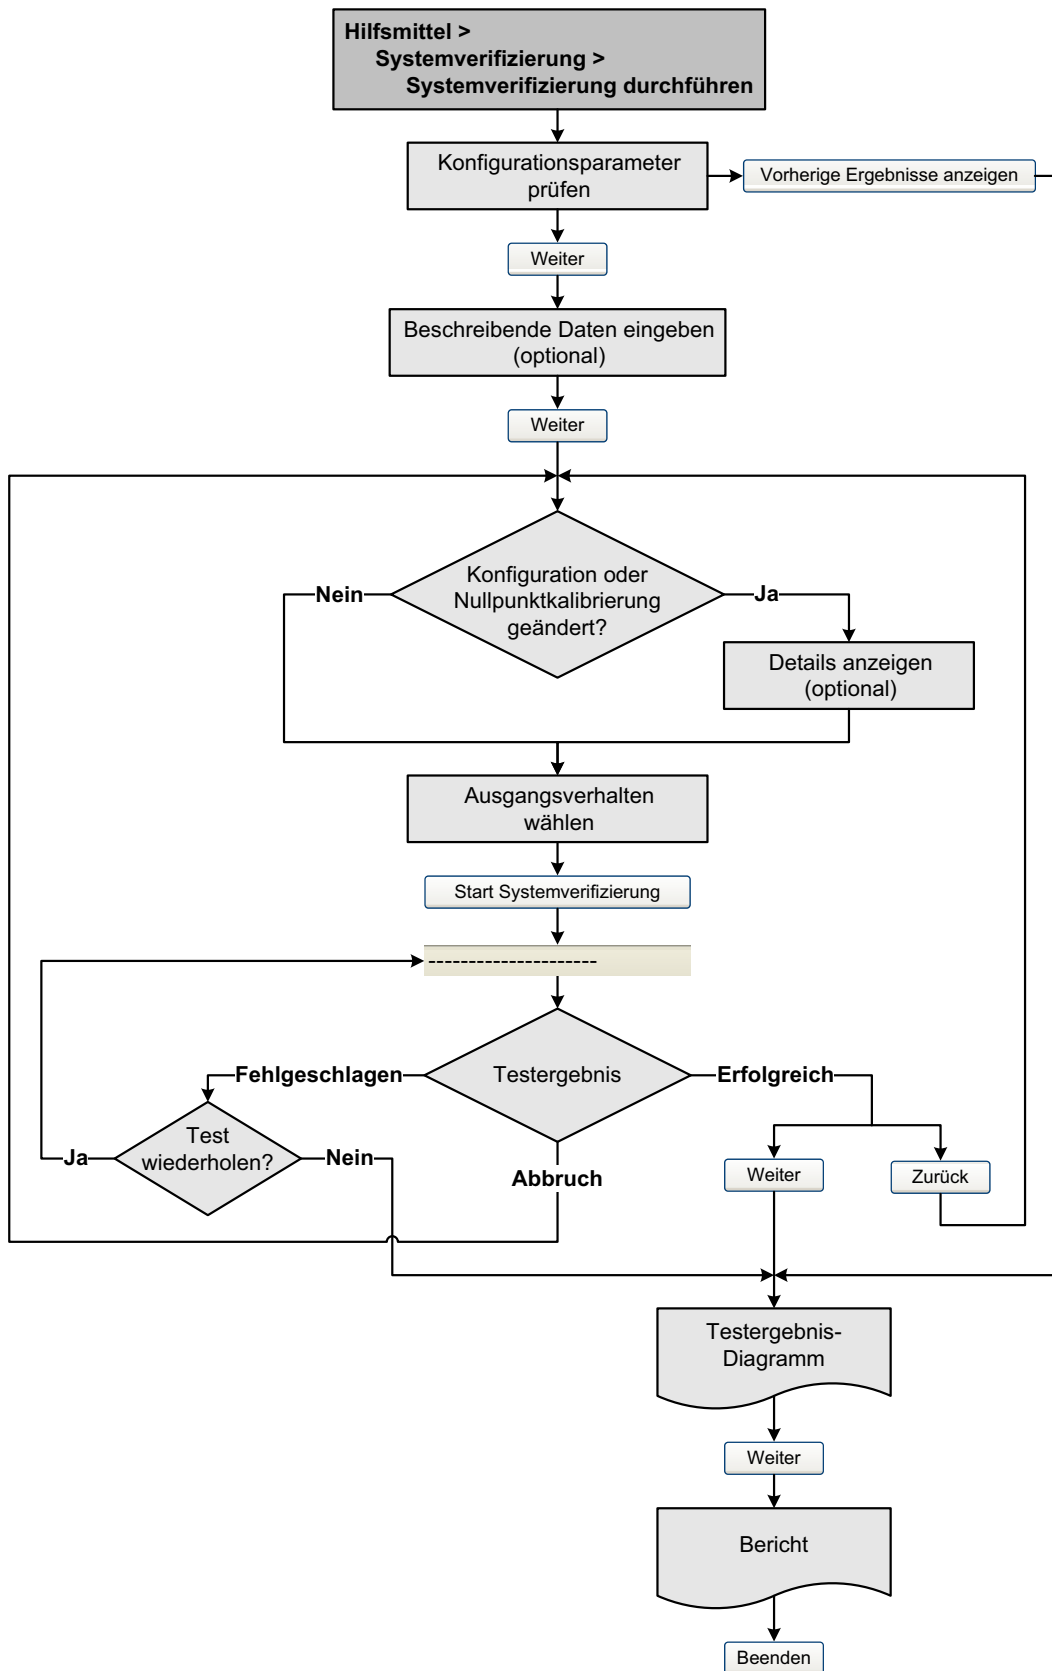 Hilfsmittel >
Systemverifizierung >
Systemverifizierung durchführen
Konfigurationsparameter
prüfen
Vorherige Ergebnisse anzeigen
Weiter
Beschreibende Daten eingeben
(optional)
Weiter
Konfiguration oder
Nullpunktkalibrierung
geändert?
Nein
Ja
Details anzeigen
(optional)
Ausgangsverhalten
wählen
Start Systemverifizierung
---------------------
Testergebnis
Fehlgeschlagen
Erfolgreich
Test
wiederholen?
Ja
Nein
Abbruch
Weiter
Zurück
Testergebnis-
Diagramm
Weiter
Bericht
Beenden